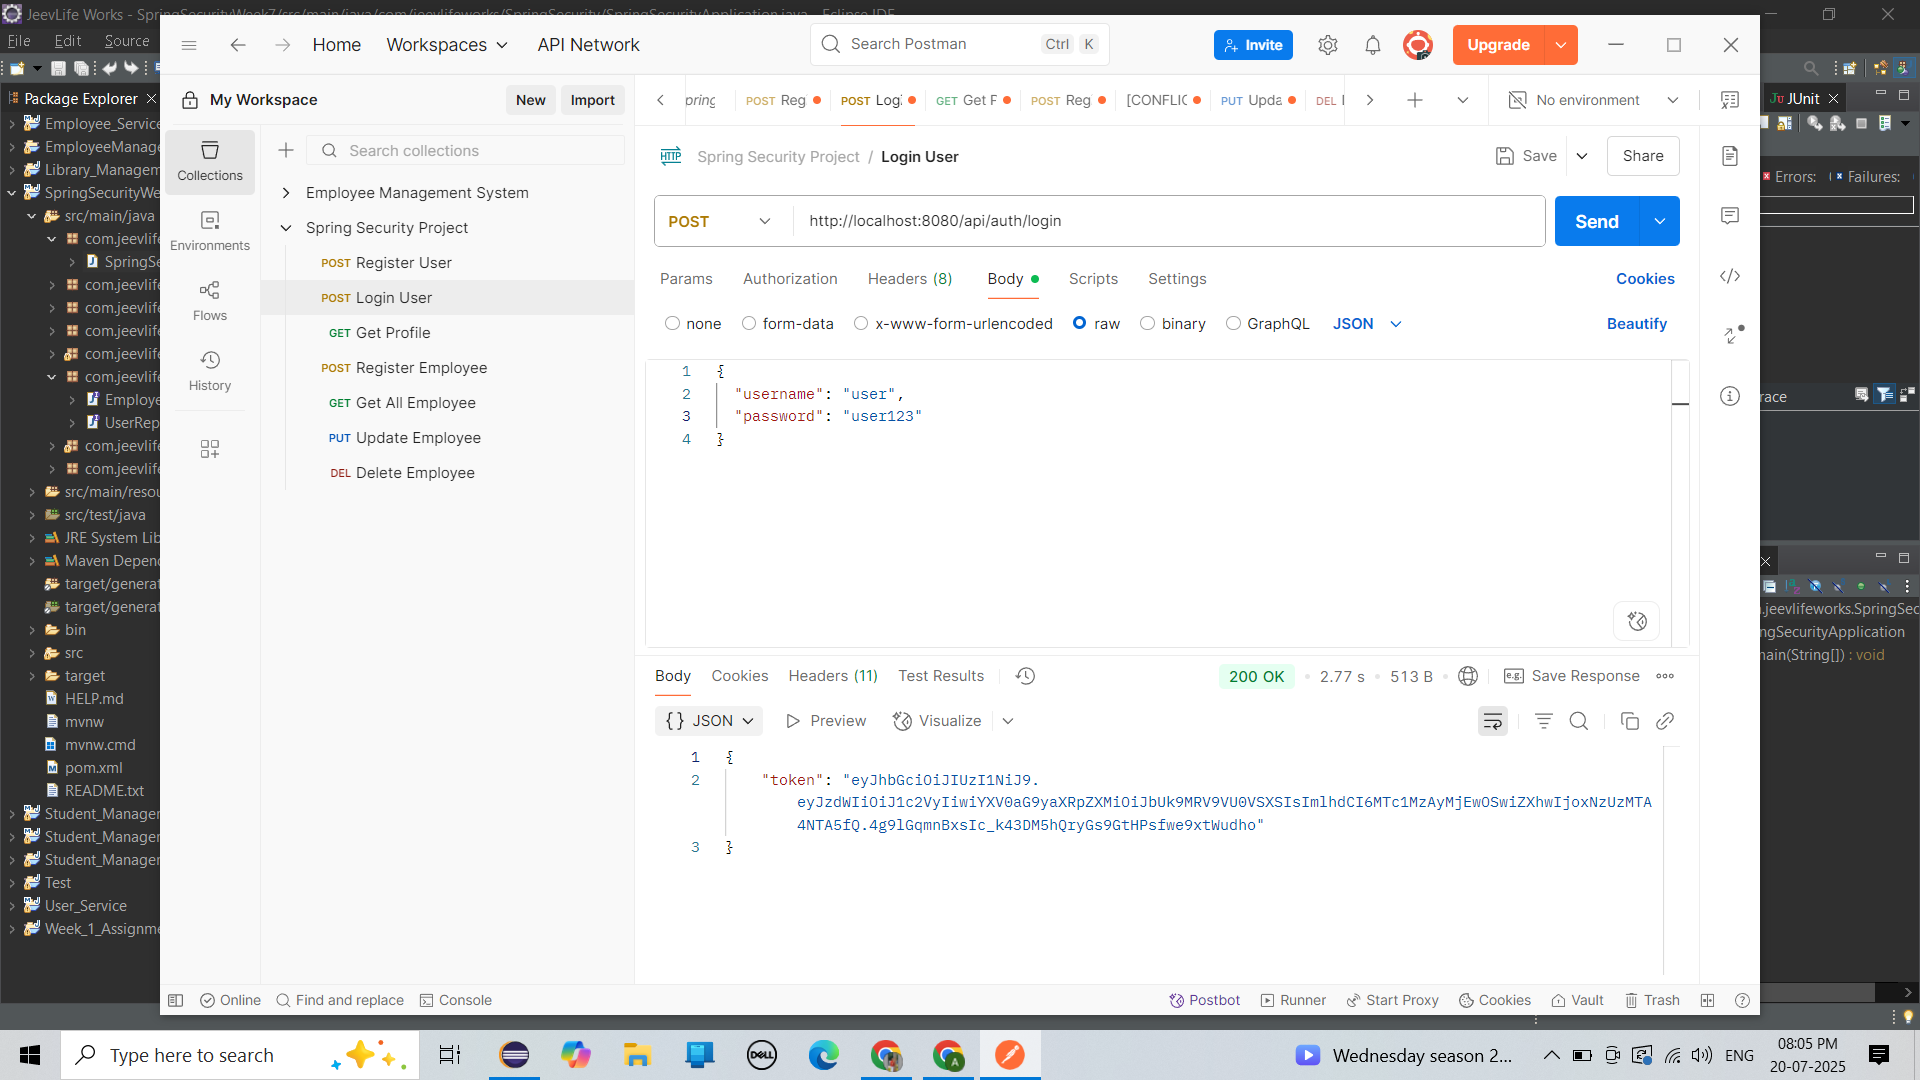 JeevLife Works - SpringSecurityWeek7/src/main/java/com/jeevlifeworks/SpringSecurity/SpringSecurityApplication.java - Eclipse IDE
File Edit Source
Home Workspaces API Network
Search Postman Ctrl K
Invite
Upgrade
Package Explorer
Employee_Service
EmployeeManage
Library_Managem
SpringSecurityWe
src/main/java
com.jeevlife
SpringSe
com.jeevlife
com.jeevlife
com.jeevlife
com.jeevlife
com.jeevlife
Employe
UserRep
com.jeevlife
com.jeevlife
src/main/resou
src/test/java
JRE System Lib
Maven Depend
target/generat
target/generat
bin
src
target
HELP.md
mvnw
mvnw.cmd
pom.xml
README.txt
Student_Manager
Student_Manager
Student_Manager
Test
User_Service
Week_1_Assignme
My Workspace New Import
Collections
Environments
Flows
History
Search collections
Employee Management System
Spring Security Project
POST Register User
POST Login User
GET Get Profile
POST Register Employee
GET Get All Employee
PUT Update Employee
DEL Delete Employee
pring POST Reg POST Log GET Get F POST Reg [CONFLIC PUT Upda DEL No environment
HTTP Spring Security Project / Login User Save Share
POST http://localhost:8080/api/auth/login Send
Params Authorization Headers (8) Body Scripts Settings Cookies
none form-data x-www-form-urlencoded raw binary GraphQL JSON Beautify
1 {
2 "username": "user",
3 "password": "user123"
4 }
Body Cookies Headers (11) Test Results 200 OK • 2.77 s • 513 B e.g. Save Response
{} JSON Preview Visualize
1 {
2 "token": "eyJhbGciOiJIUzI1NiJ9.
eyJzdWIiOiJ1c2VyIiwiYXV0aG9yaXRpZXMiOiJbUk9MRV9VU0VSXSIsImlhdCI6MTc1MzAyMjEwOSwiZXhwIjoxNzUzMTA
4NTA5fQ.4g9lGqmnBxsIc_k43DM5hQryGs9GtHPsfwe9xtWudho"
3 }
Online Find and replace Console Postbot Runner Start Proxy Cookies Vault Trash
JUnit
Errors: Failures:
race
.jeevlifeworks.SpringSec
ngSecurityApplication
main(String[]) : void
Type here to search
DELL
Wednesday season 2...
ENG
08:05 PM
20-07-2025